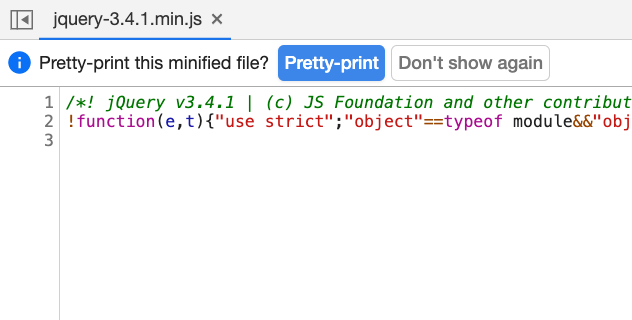 jquery-3.4.1.min.js ×
Pretty-print this minified file? Pretty-print Don't show again
1 /*! jQuery v3.4.1 | (c) JS Foundation and other contribut
2 !function(e,t){"use strict";"object"==typeof module&&"obj
3